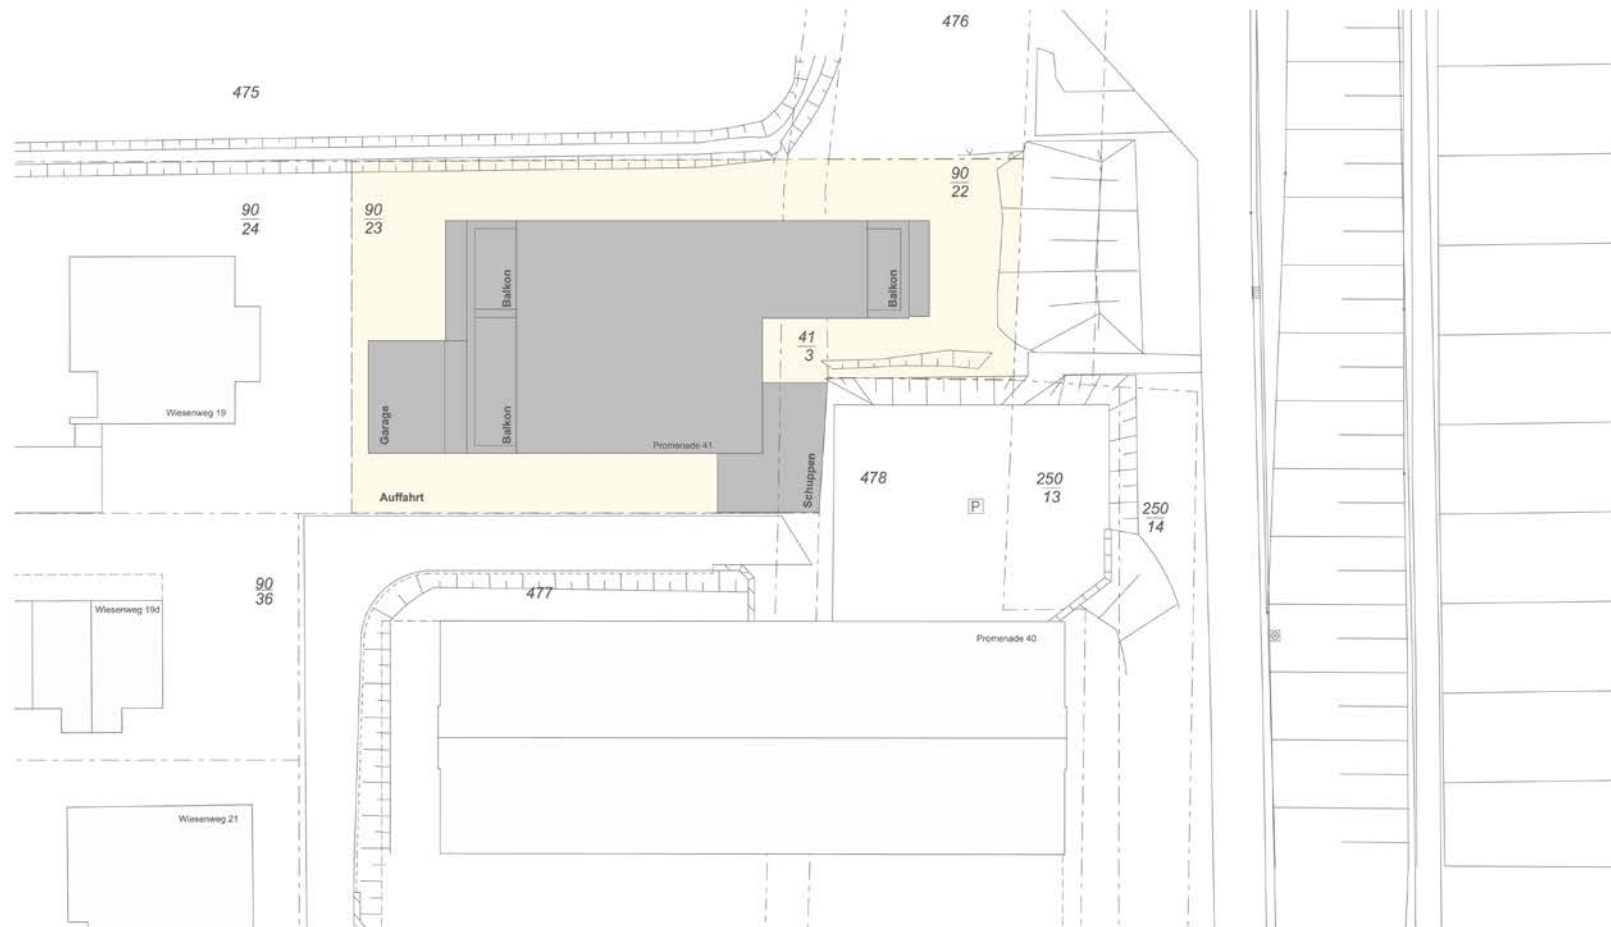 476
475
90
22
90
24
90
23
Balkon
Balkon
41
3
Wiesenweg 19
Garage
Balkon
Promenade 41
Schuppen
478
250
13
Auffahrt
P
250
14
90
36
477
Wiesenweg 19d
Promenade 40
Wiesenweg 21